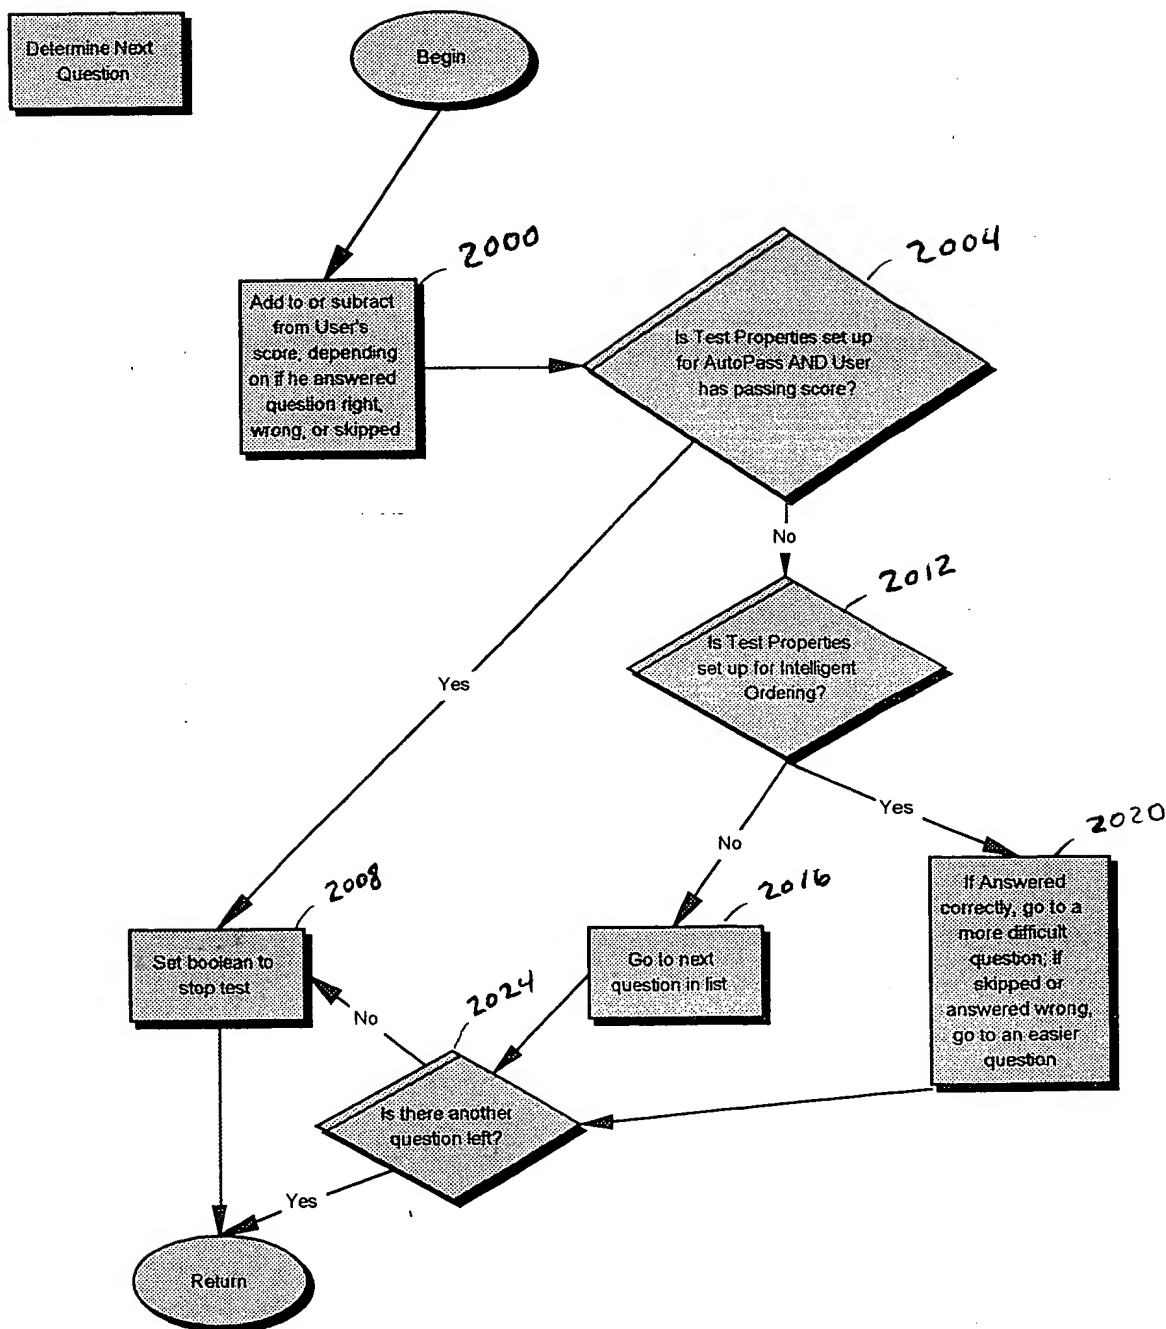 Determine Next
Question
Begin
2000
Add to or subract
from User's
score, depending
on if he answered
question right,
wrong, or skipped
2004
Is Test Properties set up
for AutoPass AND User
has passing score?
No
2012
Is Test Properties
set up for Intelligent
Ordering?
Yes
Yes
No
2020
If Answered
correctly, go to a
more difficult
question; if
skipped or
answered wrong,
go to an easier
question
2016
Go to next
question in list
2008
Set boolean to
stop test
No
2024
Is there another
question left?
Yes
Return